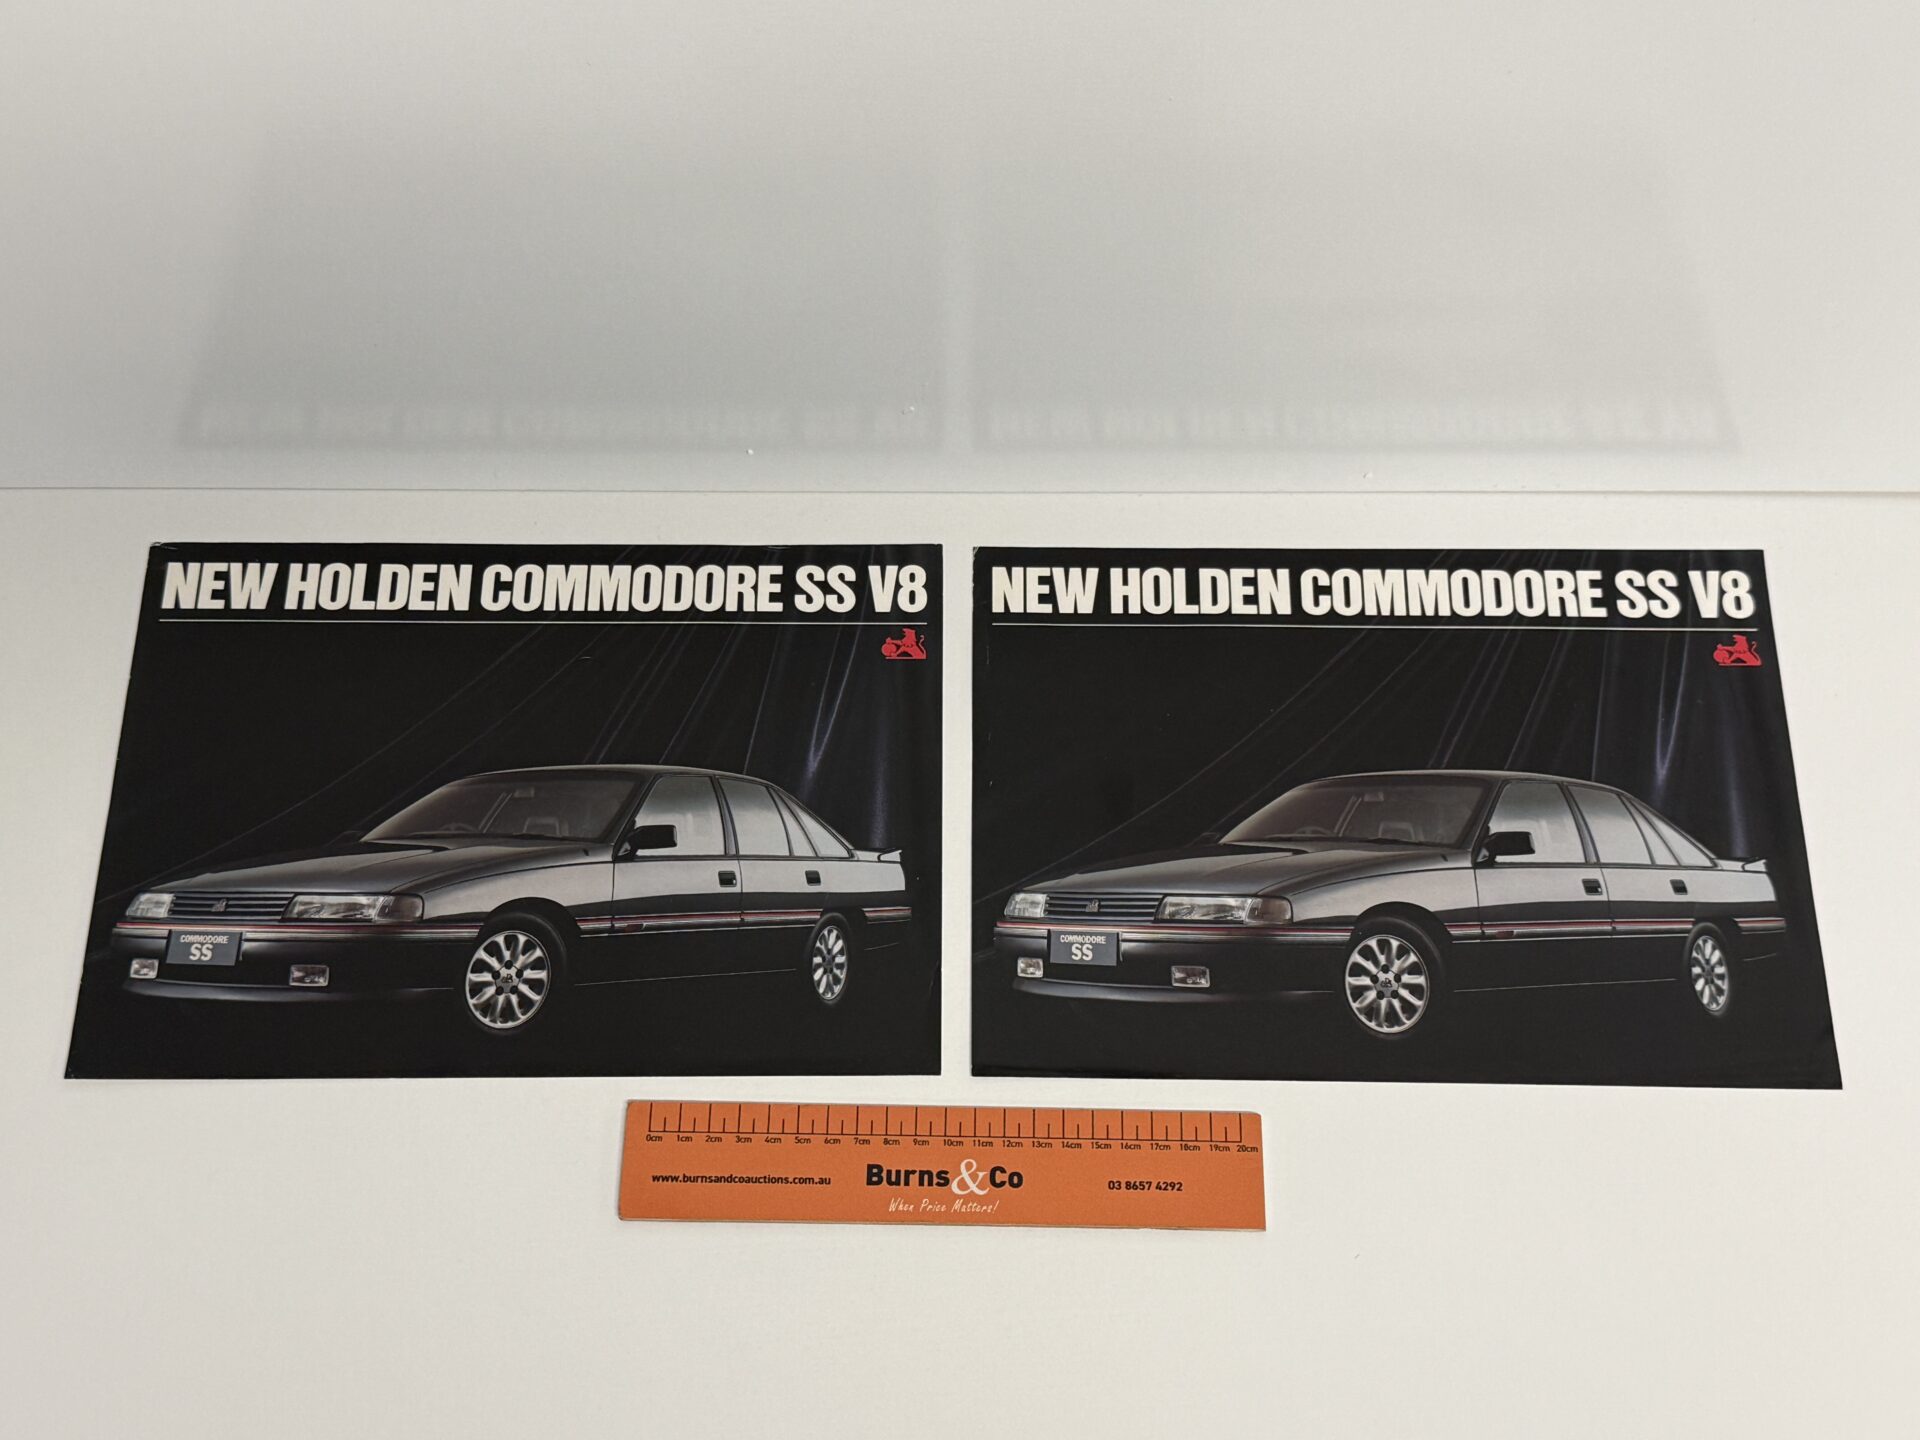 NEW HOLDEN COMMODORE SS V8
COMMODORE
SS
NEW HOLDEN COMMODORE SS V8
COMMODORE
SS
0cm 1cm 2cm 3cm 4cm 5cm 6cm 7cm 8cm 9cm 10cm 11cm 12cm 13cm 14cm 15cm 16cm 17cm 18cm 19cm 20cm
www.burnsandcoauctions.com.au
Burns&Co
When Price Matters!
03 8657 4292